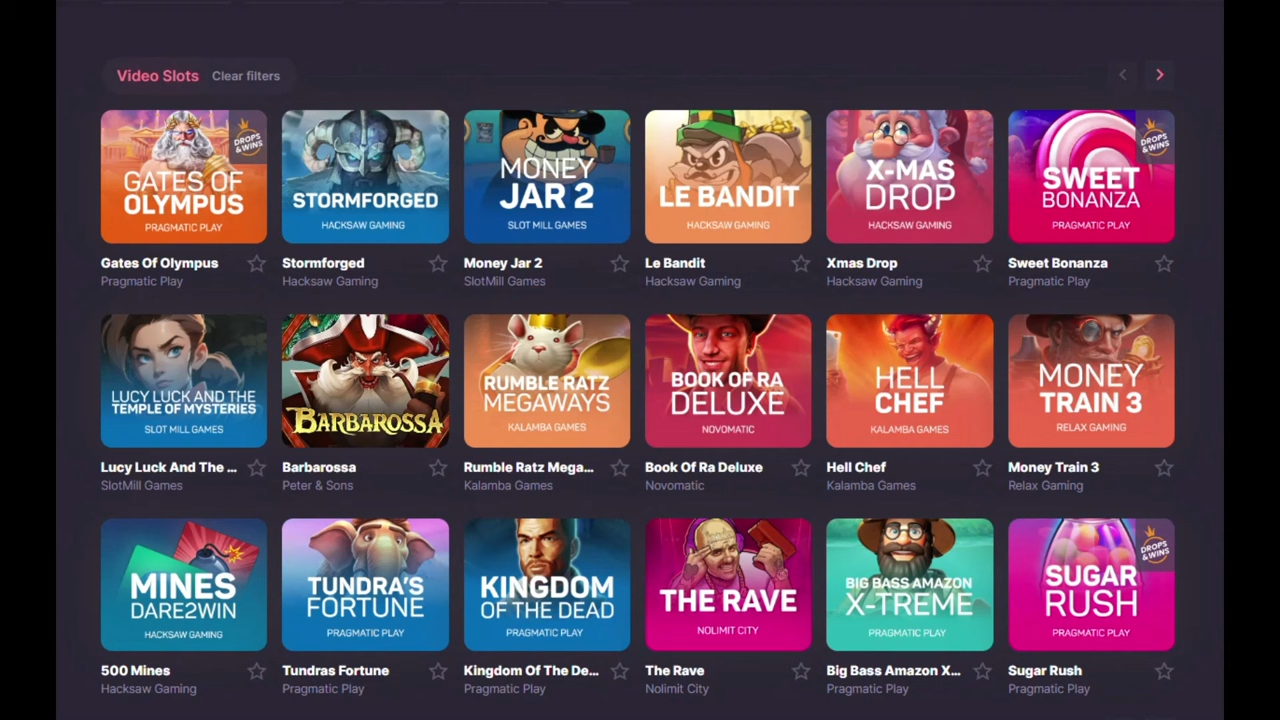 Video Slots Clear filters
DROPS
&WINS
GATES OF
OLYMPUS
PRAGMATIC PLAY
STORMFORGED
HACKSAW GAMING
MONEY
JAR 2
SLOT MILL GAMES
LE BANDIT
HACKSAW GAMING
X-MAS
DROP
HACKSAW GAMING
DROPS
&WINS
SWEET
BONANZA
PRAGMATIC PLAY
Gates Of Olympus
Pragmatic Play
Stormforged
Hacksaw Gaming
Money Jar 2
SlotMill Games
Le Bandit
Hacksaw Gaming
Xmas Drop
Hacksaw Gaming
Sweet Bonanza
Pragmatic Play
LUCY LUCK AND THE
TEMPLE OF MYSTERIES
SLOT MILL GAMES
BARBAROSSA
RUMBLE RATZ
MEGAWAYS
KALAMBA GAMES
BOOK OF RA
DELUXE
NOVOMATIC
HELL
CHEF
KALAMBA GAMES
MONEY
TRAIN 3
RELAX GAMING
Lucy Luck And The ...
SlotMill Games
Barbarossa
Peter & Sons
Rumble Ratz Mega...
Kalamba Games
Book Of Ra Deluxe
Novomatic
Hell Chef
Kalamba Games
Money Train 3
Relax Gaming
MINES
DARE2WIN
HACKSAW GAMING
TUNDRA'S
FORTUNE
PRAGMATIC PLAY
KINGDOM
OF THE DEAD
PRAGMATIC PLAY
THE RAVE
NOLIMIT CITY
BIG BASS AMAZON
X-TREME
PRAGMATIC PLAY
DROPS
&WINS
SUGAR
RUSH
PRAGMATIC PLAY
500 Mines
Hacksaw Gaming
Tundras Fortune
Pragmatic Play
Kingdom Of The De...
Pragmatic Play
The Rave
Nolimit City
Big Bass Amazon X...
Pragmatic Play
Sugar Rush
Pragmatic Play